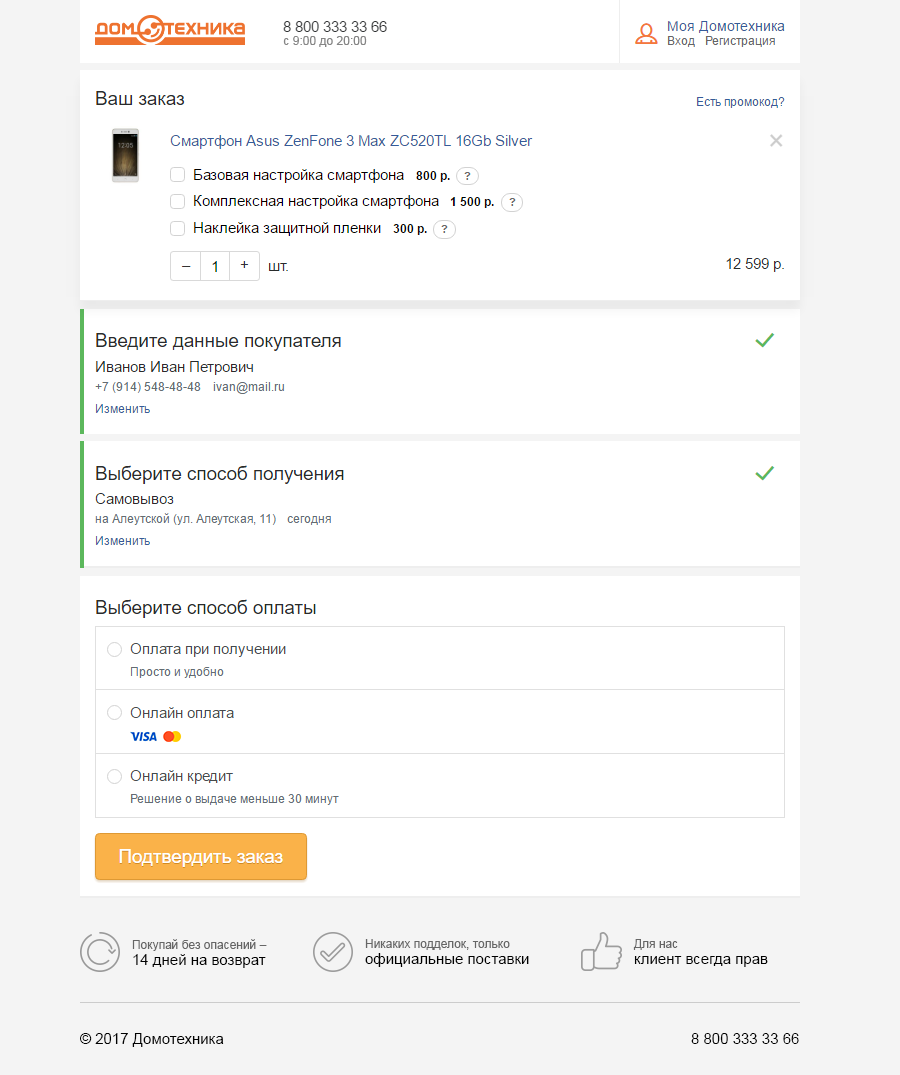 ДОМОТЕХНИКА
8 800 333 33 66
с 9:00 до 20:00
Моя Домотехника
Вход Регистрация
Ваш заказ
Есть промокод?
12:05
Смартфон Asus ZenFone 3 Max ZC520TL 16Gb Silver
Базовая настройка смартфона 800 р. ?
Комплексная настройка смартфона 1 500 р. ?
Наклейка защитной пленки 300 р. ?
– 1 + шт.
12 599 р.
Введите данные покупателя
Иванов Иван Петрович
+7 (914) 548-48-48 ivan@mail.ru
Изменить
Выберите способ получения
Самовывоз
на Алеутской (ул. Алеутская, 11) сегодня
Изменить
Выберите способ оплаты
Оплата при получении
Просто и удобно
Онлайн оплата
VISA
Онлайн кредит
Решение о выдаче меньше 30 минут
Подтвердить заказ
Покупай без опасений –
14 дней на возврат
Никаких подделок, только
официальные поставки
Для нас
клиент всегда прав
© 2017 Домотехника
8 800 333 33 66